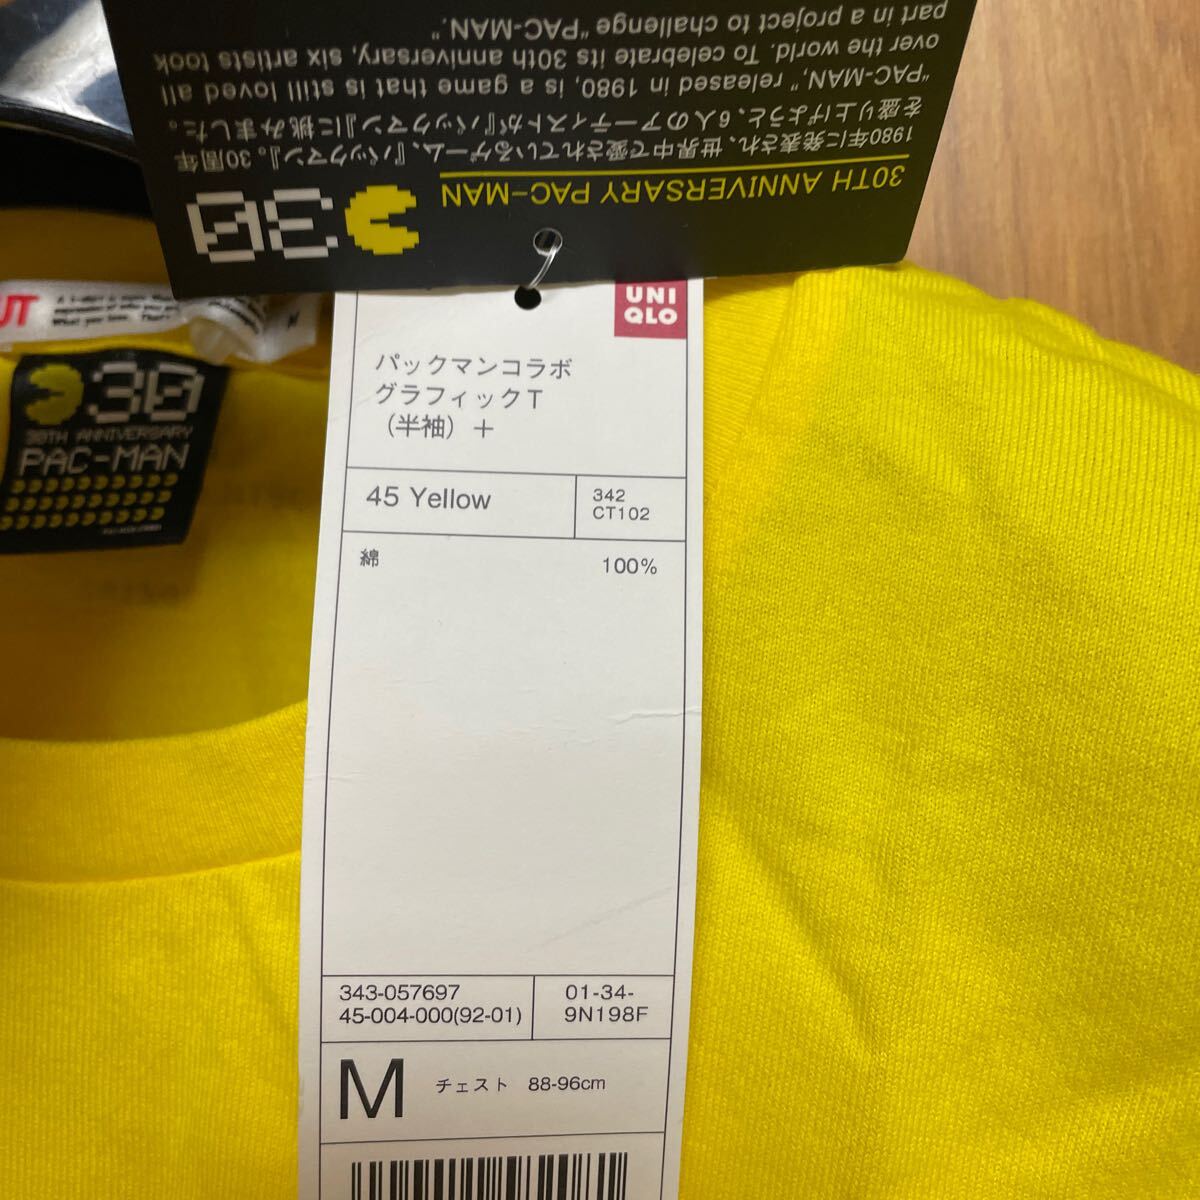 30TH ANNIVERSARY PAC-MAN
1980年に発表され、世界中で愛されているゲーム、『パックマン』。30周年
を盛り上げようと、6人のアーティストが『パックマン』に挑みました。
"PAC-MAN," released in 1980, is a game that is still loved all
over the world. To celebrate its 30th anniversary, six artists took
part in a project to challenge "PAC-MAN."
30
UT
M
30
30TH ANNIVERSARY
PAC-MAN
UNI
QLO
パックマンコラボ
グラフィックT
(半袖)+
45 Yellow
342
CT102
綿 100%
343-057697
45-004-000(92-01)
01-34-
9N198F
M チェスト 88-96cm